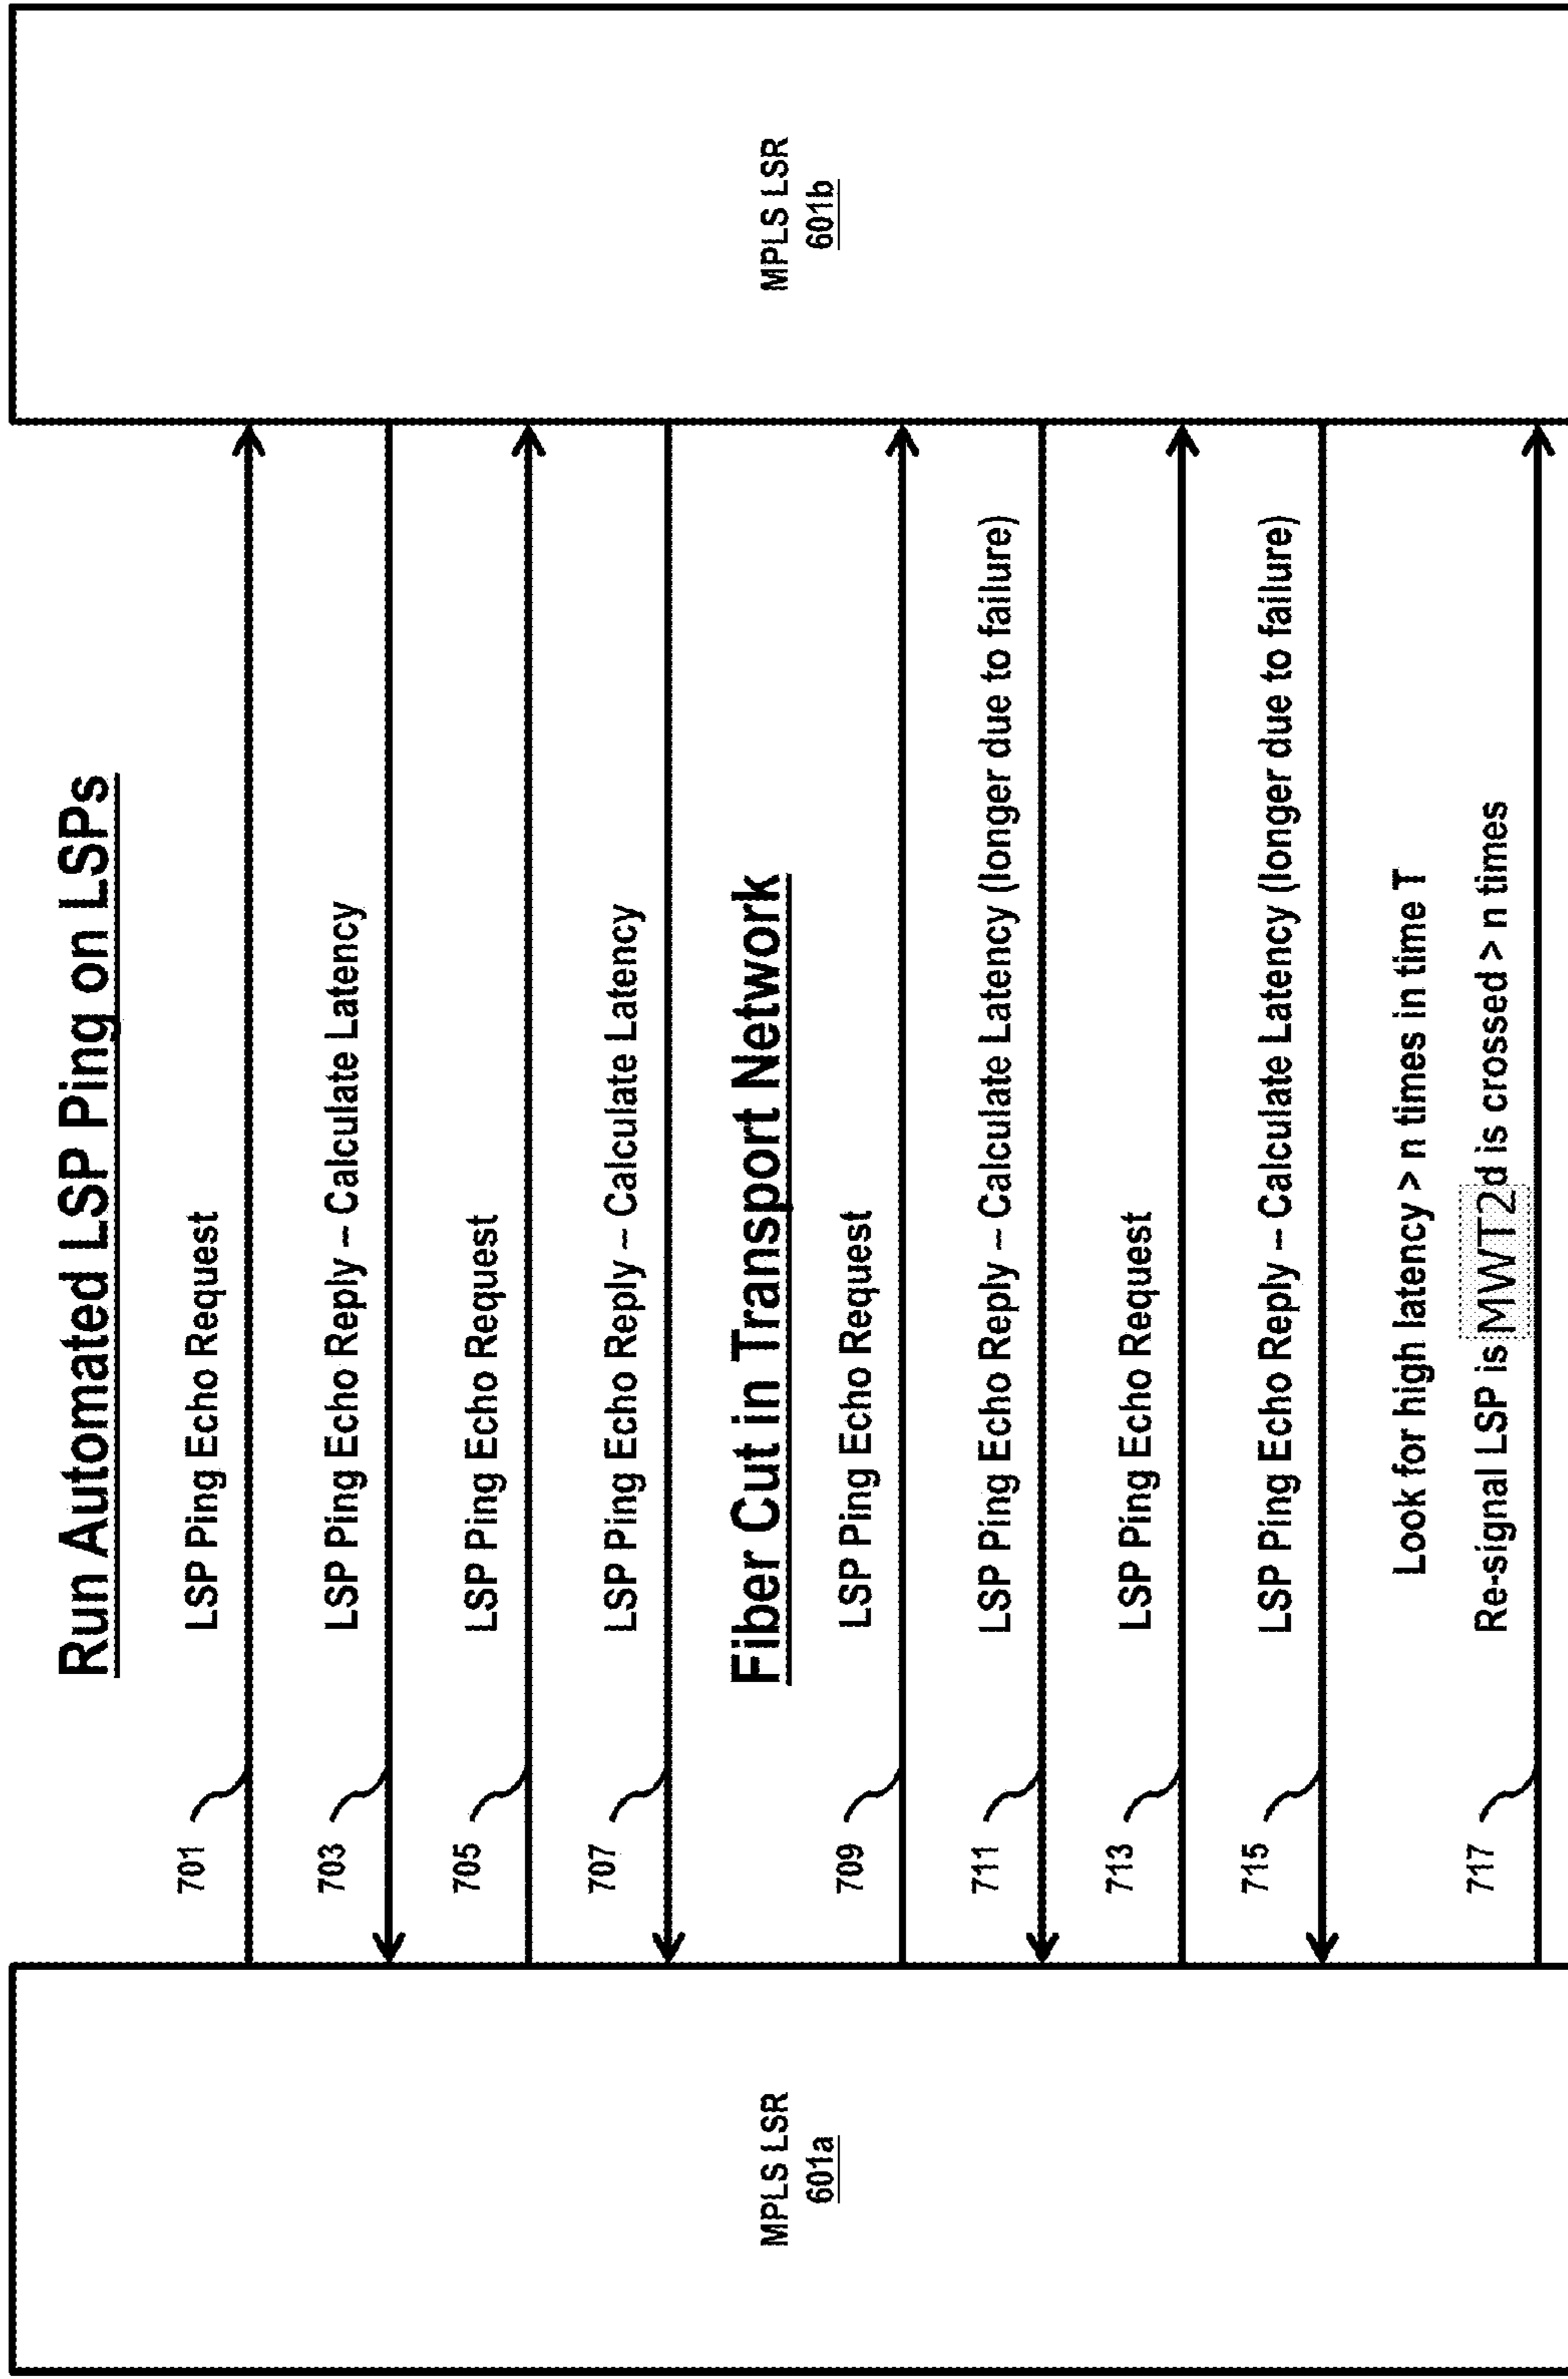 Run Automated LSP Ping on LSPs
701
LSP Ping Echo Request
703
LSP Ping Echo Reply – Calculate Latency
705
LSP Ping Echo Request
707
LSP Ping Echo Reply – Calculate Latency
Fiber Cut in Transport Network
MPLS LSR
601a
MPLS LSR
601b
709
LSP Ping Echo Request
711
LSP Ping Echo Reply – Calculate Latency (longer due to failure)
713
LSP Ping Echo Request
715
LSP Ping Echo Reply – Calculate Latency (longer due to failure)
Look for high latency > n times in time T
717
Re-signal LSP is MWT2d is crossed > n times